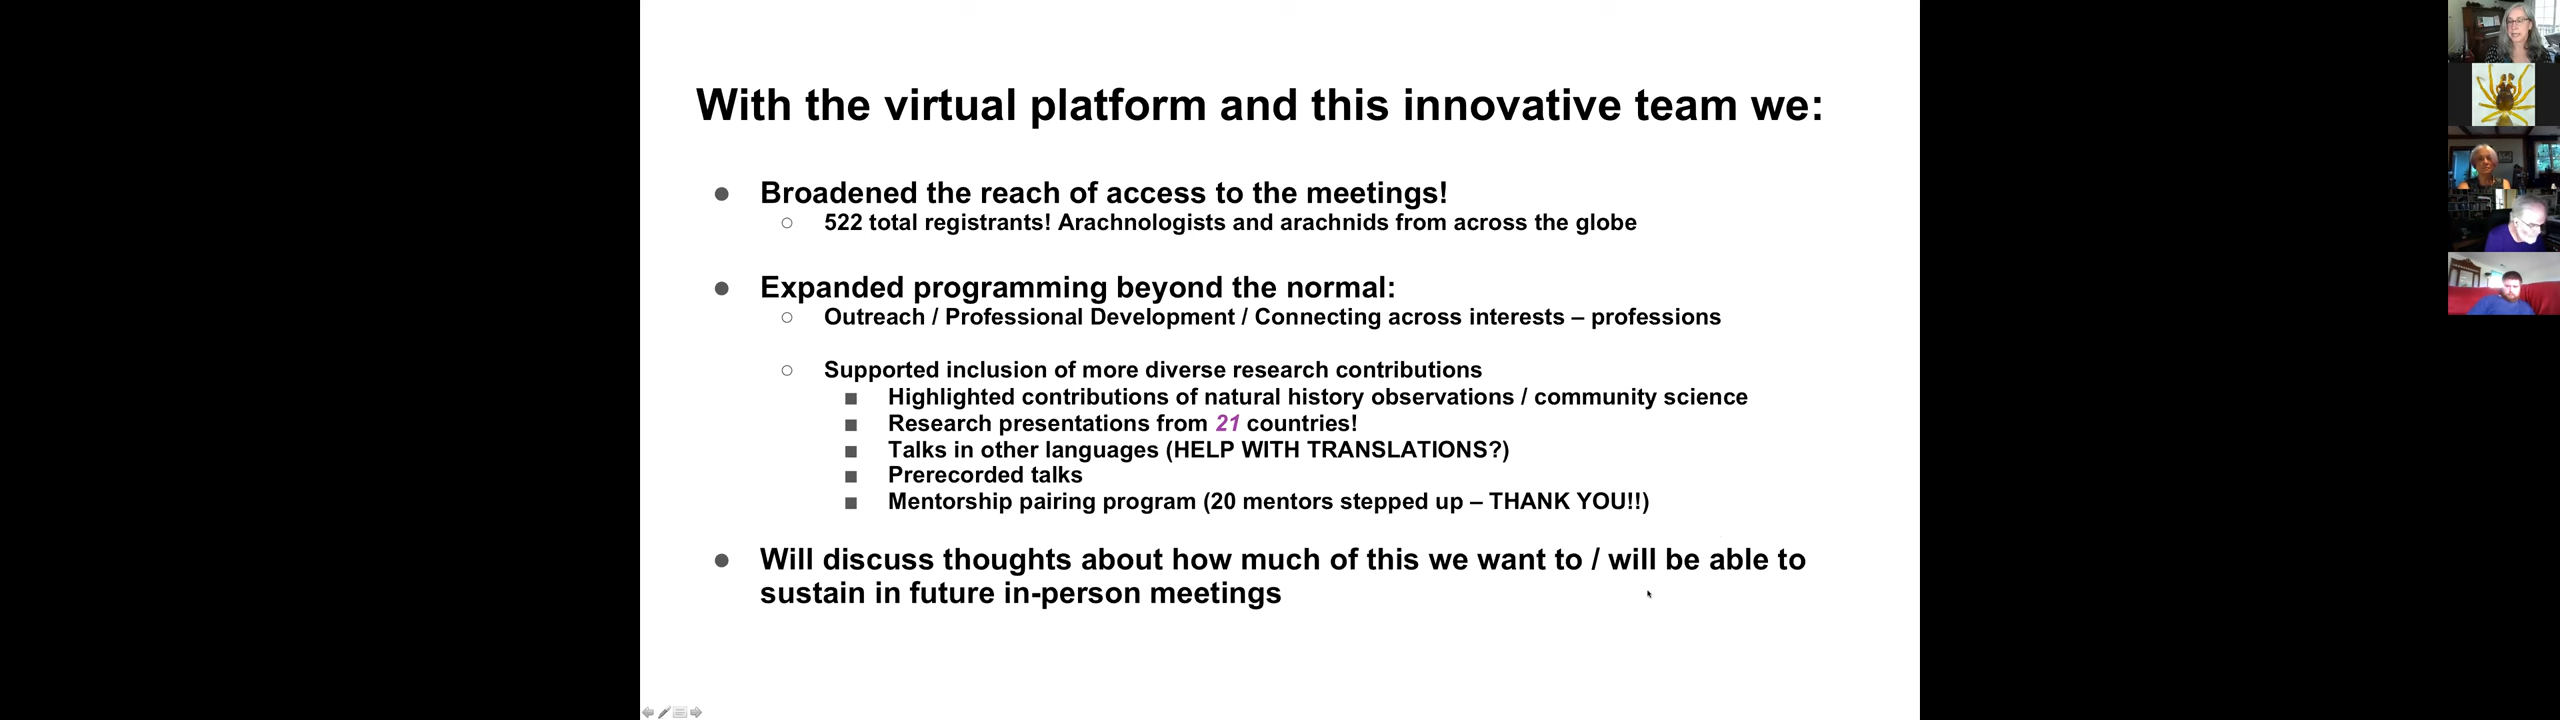 With the virtual platform and this innovative team we:
● Broadened the reach of access to the meetings!
○ 522 total registrants! Arachnologists and arachnids from across the globe
● Expanded programming beyond the normal:
○ Outreach / Professional Development / Connecting across interests – professions
○ Supported inclusion of more diverse research contributions
■ Highlighted contributions of natural history observations / community science
■ Research presentations from 21 countries!
■ Talks in other languages (HELP WITH TRANSLATIONS?)
■ Prerecorded talks
■ Mentorship pairing program (20 mentors stepped up – THANK YOU!!)
● Will discuss thoughts about how much of this we want to / will be able to
sustain in future in-person meetings